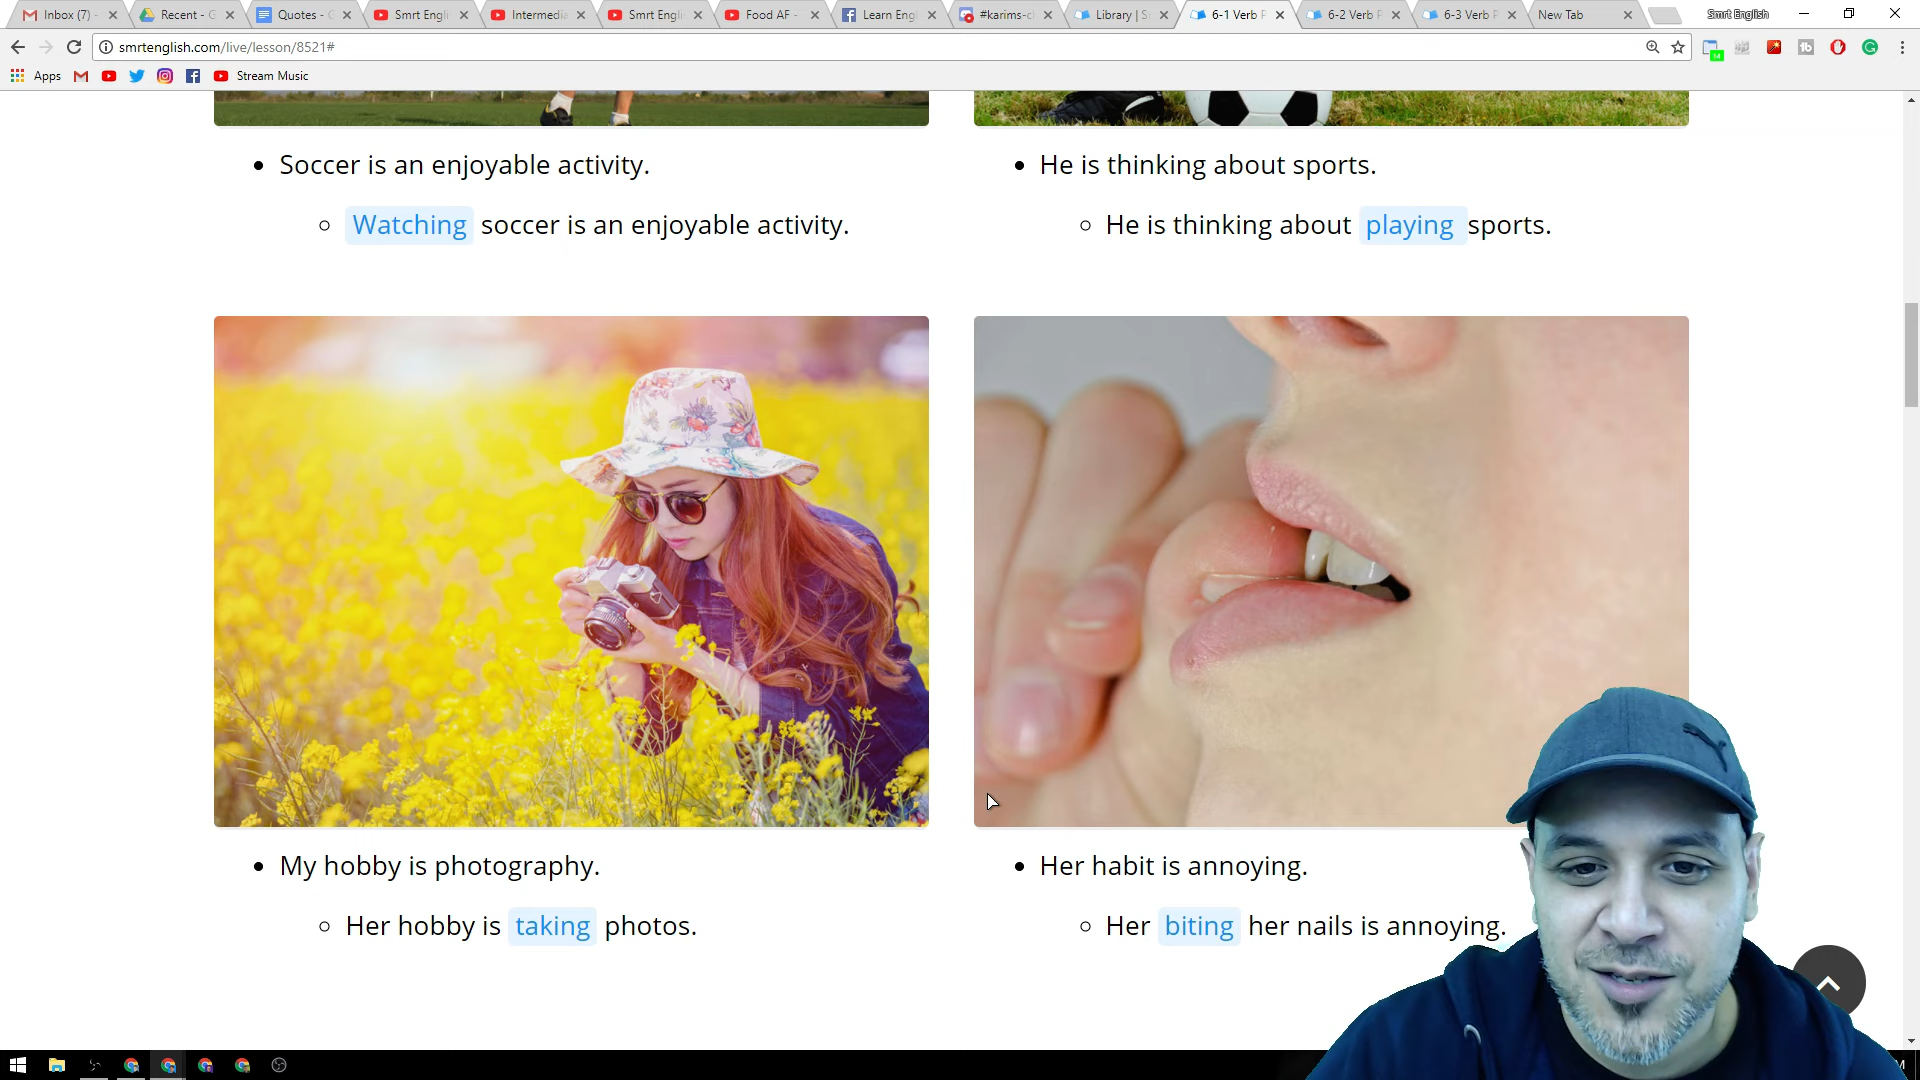 Inbox (7) -
Recent - G
Quotes - G
Smrt Engli
Intermedia
Smrt Engli
Food AF -
Learn Eng
#karims-cl
Library | S
6-1 Verb P
6-2 Verb P
6-3 Verb P
New Tab
Smrt English
smrtenglish.com/live/lesson/8521#
Apps
Stream Music
Soccer is an enjoyable activity.
Watching soccer is an enjoyable activity.
He is thinking about sports.
He is thinking about playing sports.
My hobby is photography.
Her hobby is taking photos.
Her habit is annoying.
Her biting her nails is annoying.